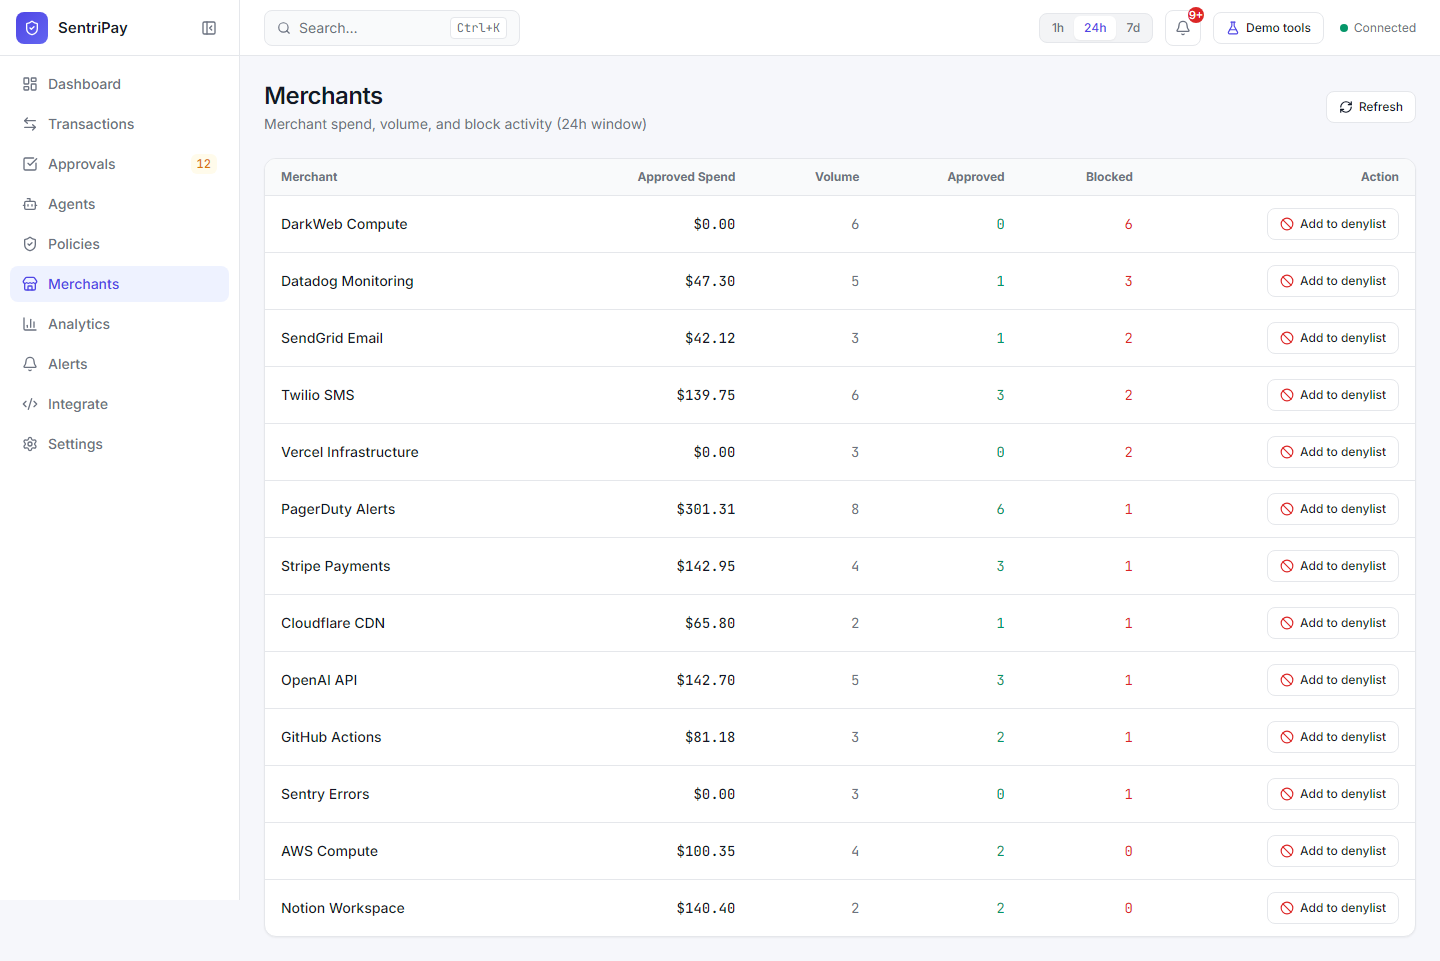 SentriPay
Search...
Ctrl+K
1h
24h
7d
9+
Demo tools
Connected
Dashboard
Transactions
Approvals
12
Agents
Policies
Merchants
Analytics
Alerts
Integrate
Settings
Merchants
Merchant spend, volume, and block activity (24h window)
Refresh
Merchant Approved Spend Volume Approved Blocked Action
DarkWeb Compute $0.00 6 0 6 Add to denylist
Datadog Monitoring $47.30 5 1 3 Add to denylist
SendGrid Email $42.12 3 1 2 Add to denylist
Twilio SMS $139.75 6 3 2 Add to denylist
Vercel Infrastructure $0.00 3 0 2 Add to denylist
PagerDuty Alerts $301.31 8 6 1 Add to denylist
Stripe Payments $142.95 4 3 1 Add to denylist
Cloudflare CDN $65.80 2 1 1 Add to denylist
OpenAI API $142.70 5 3 1 Add to denylist
GitHub Actions $81.18 3 2 1 Add to denylist
Sentry Errors $0.00 3 0 1 Add to denylist
AWS Compute $100.35 4 2 0 Add to denylist
Notion Workspace $140.40 2 2 0 Add to denylist